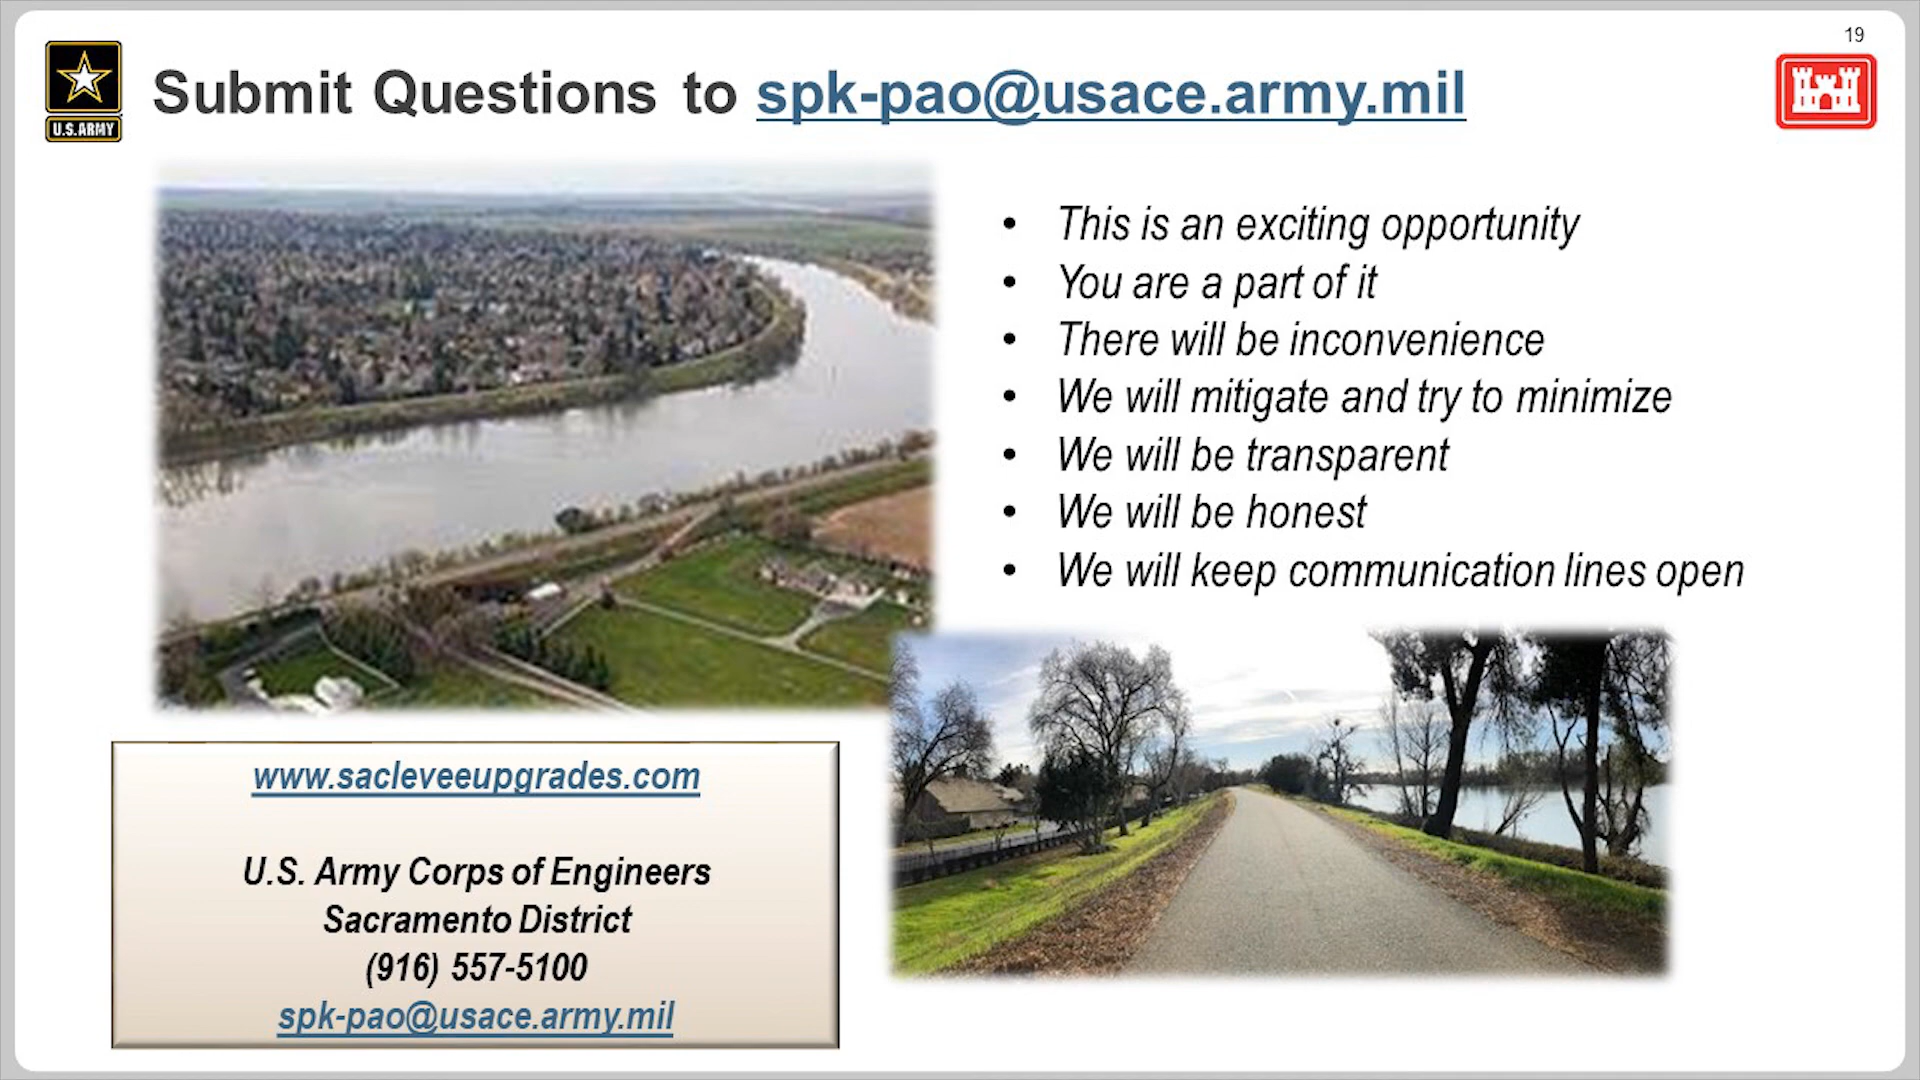 19
U.S.ARMY
Submit Questions to spk-pao@usace.army.mil
• This is an exciting opportunity
• You are a part of it
• There will be inconvenience
• We will mitigate and try to minimize
• We will be transparent
• We will be honest
• We will keep communication lines open
www.sacleveeupgrades.com
U.S. Army Corps of Engineers
Sacramento District
(916) 557-5100
spk-pao@usace.army.mil